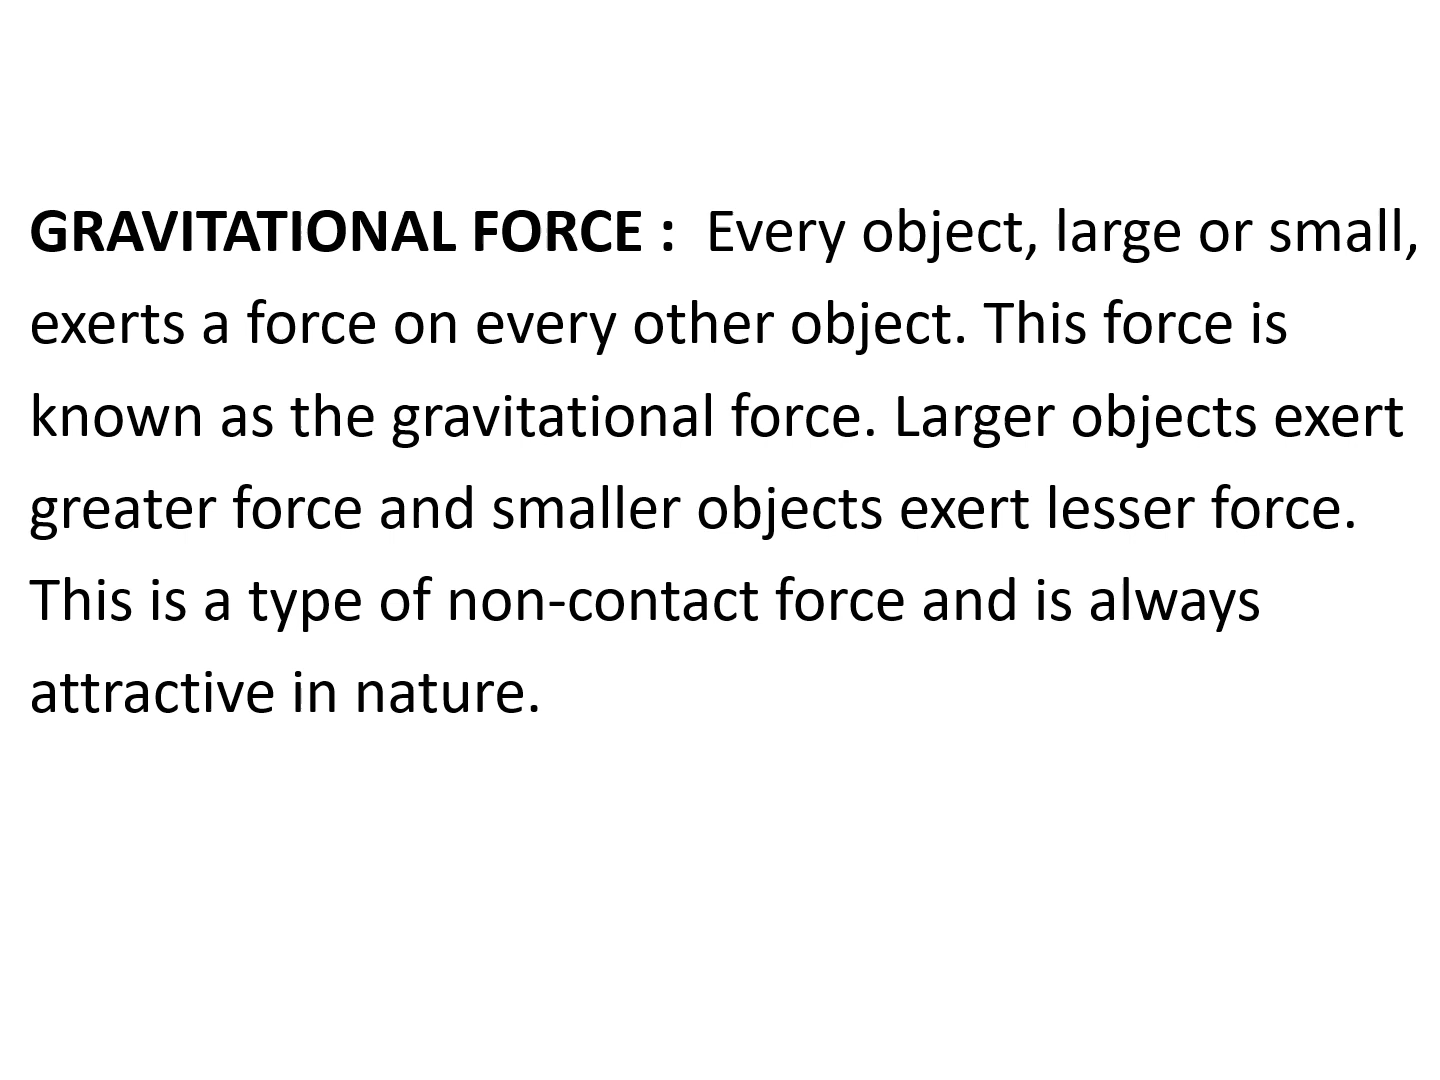 GRAVITATIONAL FORCE :  Every object, large or small,
exerts a force on every other object. This force is
known as the gravitational force. Larger objects exert
greater force and smaller objects exert lesser force.
This is a type of non-contact force and is always
attractive in nature.